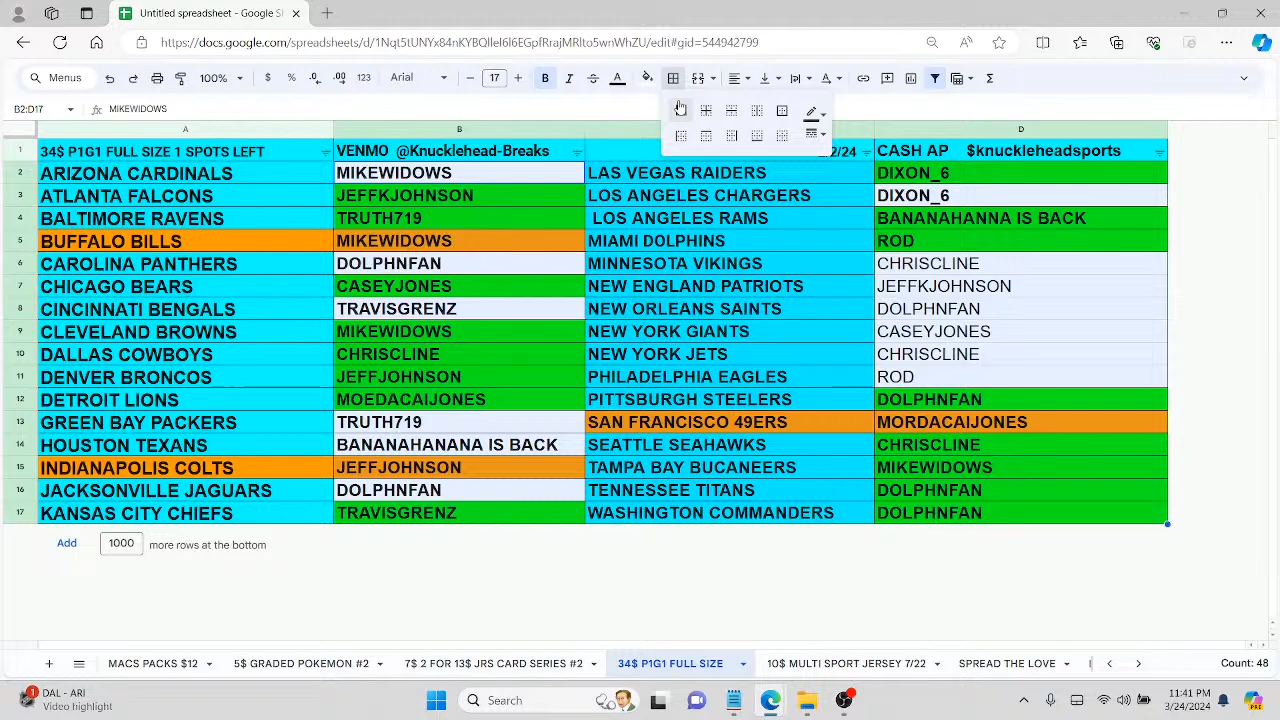 Untitled spreadsheet - Google S
https://docs.google.com/spreadsheets/d/1Nqt5tUNYx84nKYBQlleI6l6EGpfRrajMRIto5wnWhZU/edit#gid=544942799
Menus 100% $ % .0 .00 123 Arial 17 B I S A
B2:D17 fx MIKEWIDOWS
A B D
1 34$ P1G1 FULL SIZE 1 SPOTS LEFT VENMO @Knucklehead-Breaks 2/24 CASH AP $knuckleheadsports
2 ARIZONA CARDINALS MIKEWIDOWS LAS VEGAS RAIDERS DIXON_6
3 ATLANTA FALCONS JEFFKJOHNSON LOS ANGELES CHARGERS DIXON_6
4 BALTIMORE RAVENS TRUTH719 LOS ANGELES RAMS BANANAHANNA IS BACK
5 BUFFALO BILLS MIKEWIDOWS MIAMI DOLPHINS ROD
6 CAROLINA PANTHERS DOLPHNFAN MINNESOTA VIKINGS CHRISCLINE
7 CHICAGO BEARS CASEYJONES NEW ENGLAND PATRIOTS JEFFKJOHNSON
8 CINCINNATI BENGALS TRAVISGRENZ NEW ORLEANS SAINTS DOLPHNFAN
9 CLEVELAND BROWNS MIKEWIDOWS NEW YORK GIANTS CASEYJONES
10 DALLAS COWBOYS CHRISCLINE NEW YORK JETS CHRISCLINE
11 DENVER BRONCOS JEFFJOHNSON PHILADELPHIA EAGLES ROD
12 DETROIT LIONS MOEDACAIJONES PITTSBURGH STEELERS DOLPHNFAN
13 GREEN BAY PACKERS TRUTH719 SAN FRANCISCO 49ERS MORDACAIJONES
14 HOUSTON TEXANS BANANAHANANA IS BACK SEATTLE SEAHAWKS CHRISCLINE
15 INDIANAPOLIS COLTS JEFFJOHNSON TAMPA BAY BUCANEERS MIKEWIDOWS
16 JACKSONVILLE JAGUARS DOLPHNFAN TENNESSEE TITANS DOLPHNFAN
KANSAS CITY CHIEFS TRAVISGRENZ WASHINGTON COMMANDERS DOLPHNFAN
Add 1000 more rows at the bottom
MACS PACKS $12 5$ GRADED POKEMON #2 7$ 2 FOR 13$ JRS CARD SERIES #2 34$ P1G1 FULL SIZE 10$ MULTI SPORT JERSEY 7/22 SPREAD THE LOVE Count: 48
1 DAL - ARI
Video highlight
Search
11:41 PM
3/24/2024